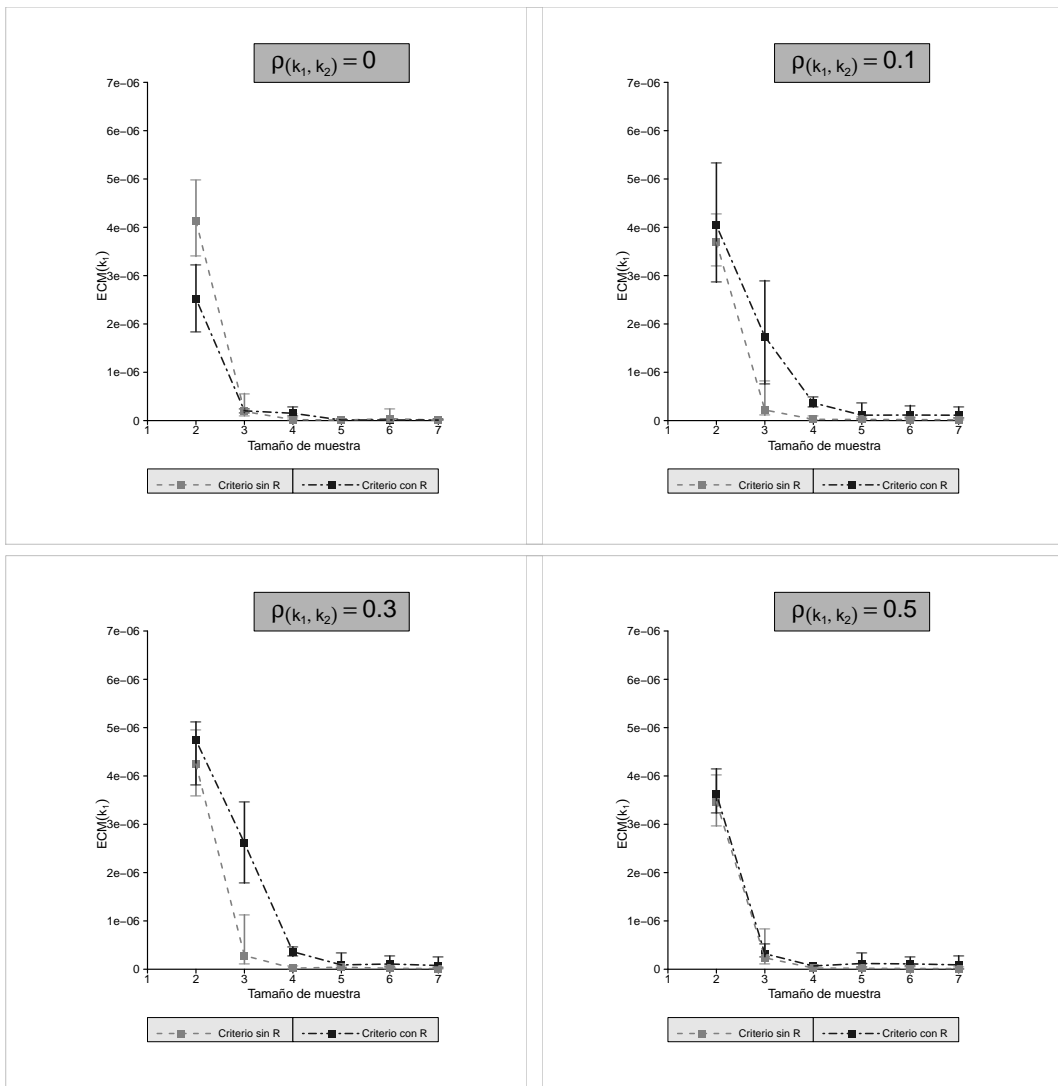 ρ(k₁, k₂) = 0
7e−06
6e−06
5e−06
4e−06
3e−06
2e−06
1e−06
0
ECM(k₁)
1 2 3 4 5 6 7
Tamaño de muestra
Criterio sin R Criterio con R
ρ(k₁, k₂) = 0.1
7e−06
6e−06
5e−06
4e−06
3e−06
2e−06
1e−06
0
ECM(k₁)
1 2 3 4 5 6 7
Tamaño de muestra
Criterio sin R Criterio con R
ρ(k₁, k₂) = 0.3
7e−06
6e−06
5e−06
4e−06
3e−06
2e−06
1e−06
0
ECM(k₁)
1 2 3 4 5 6 7
Tamaño de muestra
Criterio sin R Criterio con R
ρ(k₁, k₂) = 0.5
7e−06
6e−06
5e−06
4e−06
3e−06
2e−06
1e−06
0
ECM(k₁)
1 2 3 4 5 6 7
Tamaño de muestra
Criterio sin R Criterio con R